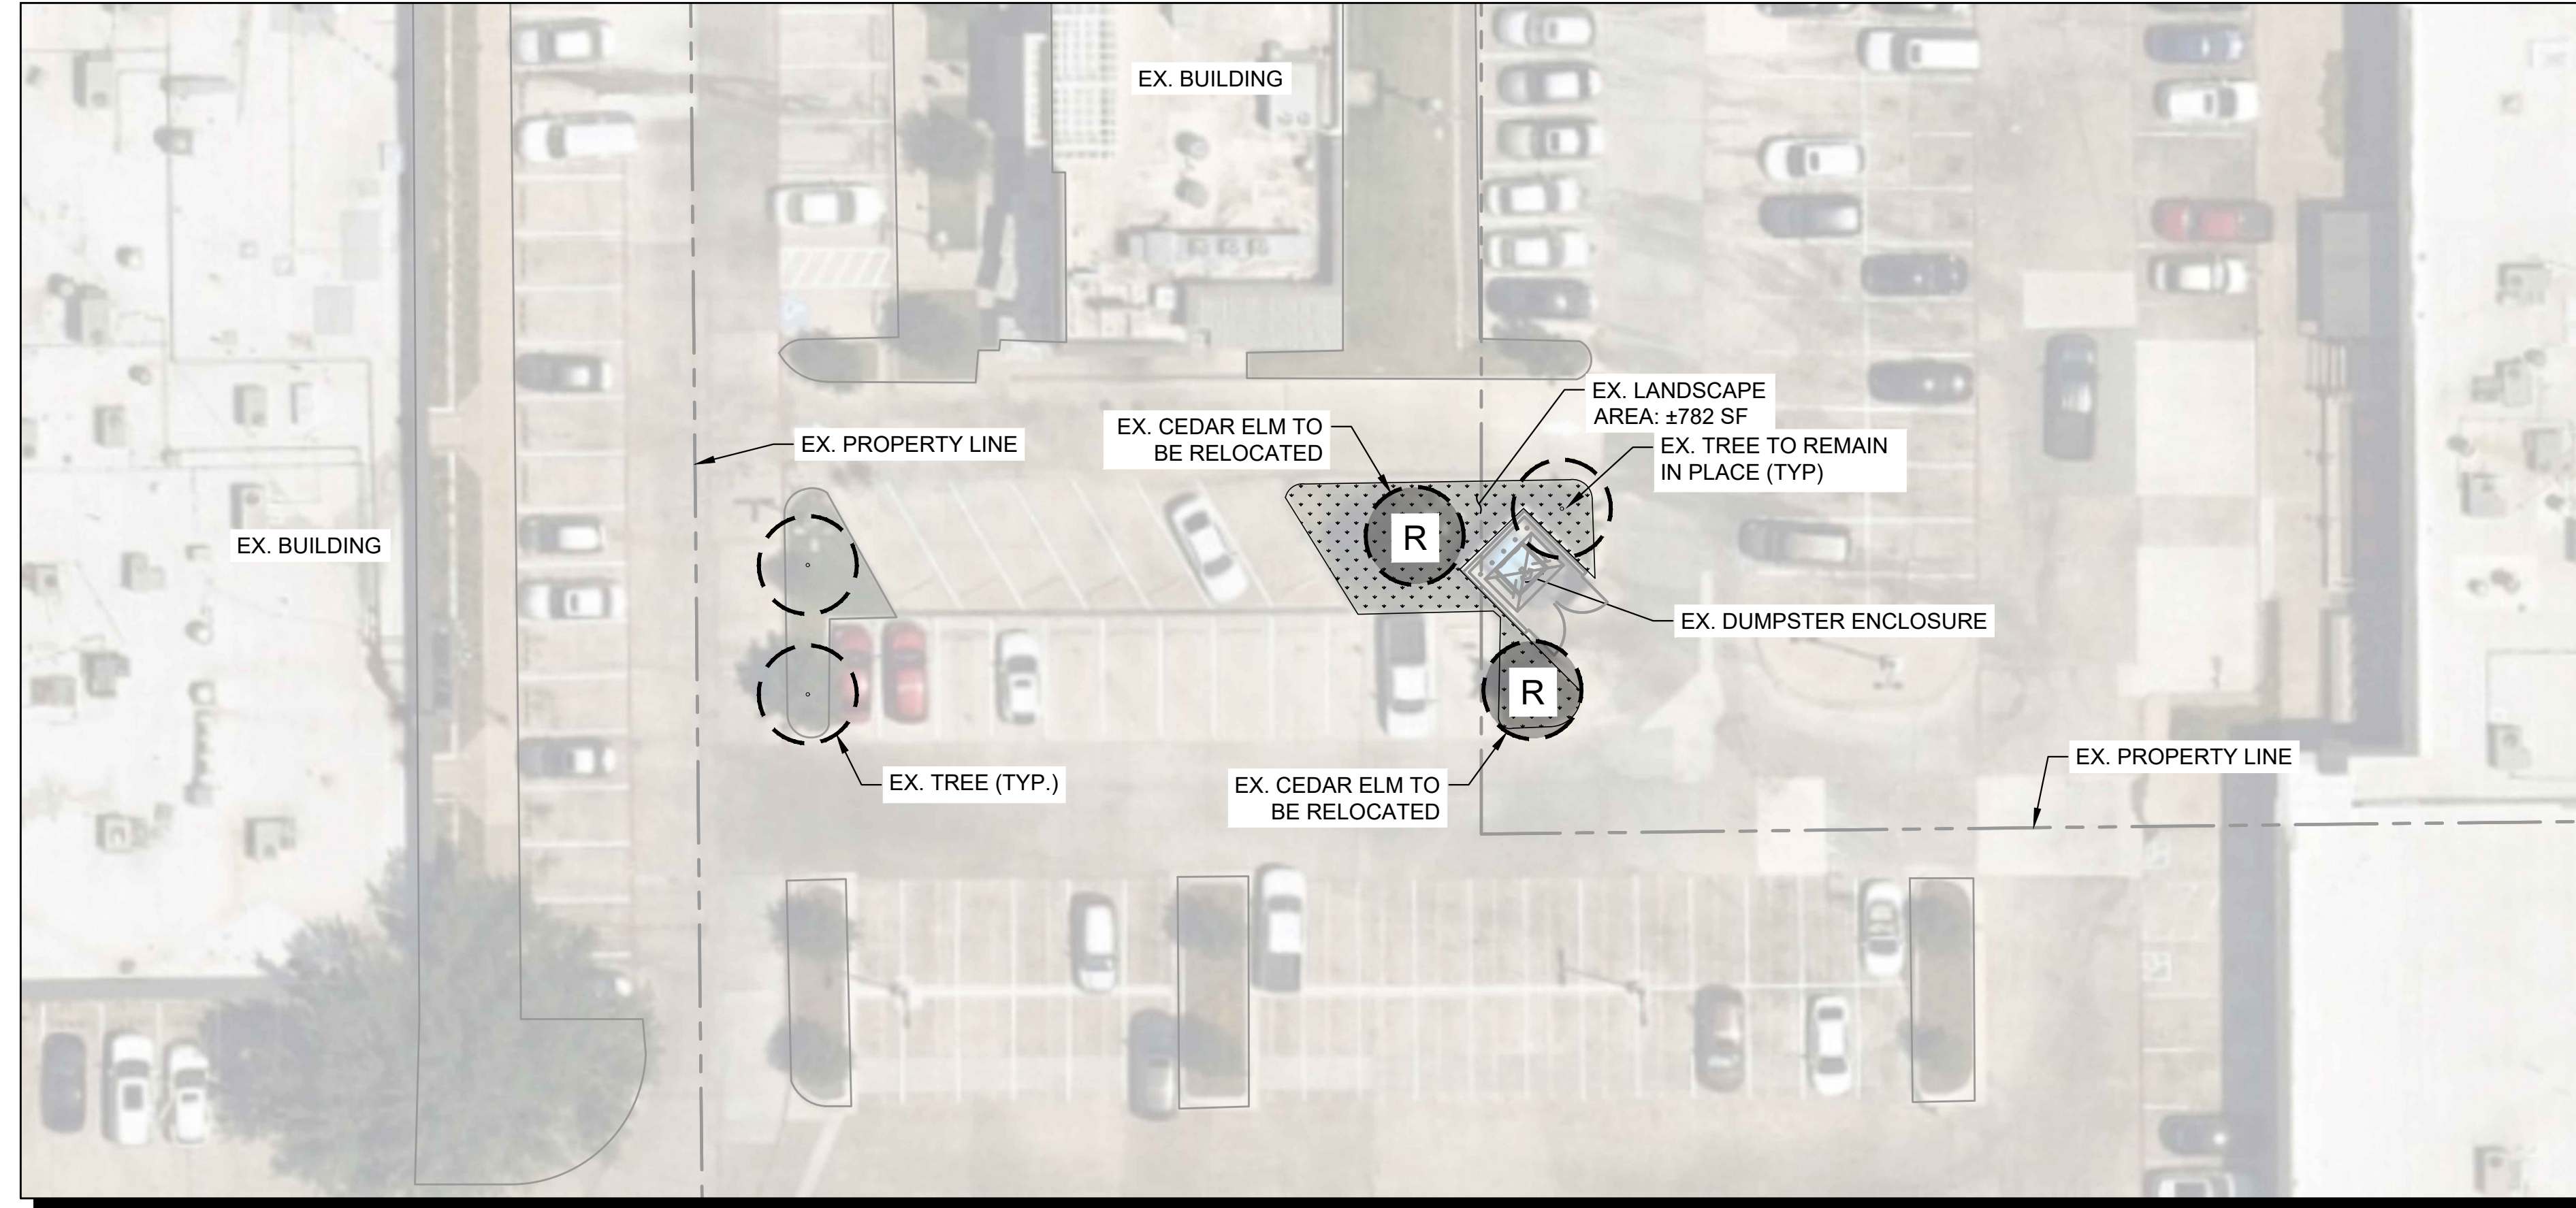 EX. BUILDING
EX. LANDSCAPE
AREA: ±782 SF
EX. CEDAR ELM TO
BE RELOCATED
EX. PROPERTY LINE
EX. TREE TO REMAIN
IN PLACE (TYP)
R
EX. BUILDING
EX. DUMPSTER ENCLOSURE
R
EX. PROPERTY LINE
EX. TREE (TYP.)
EX. CEDAR ELM TO
BE RELOCATED